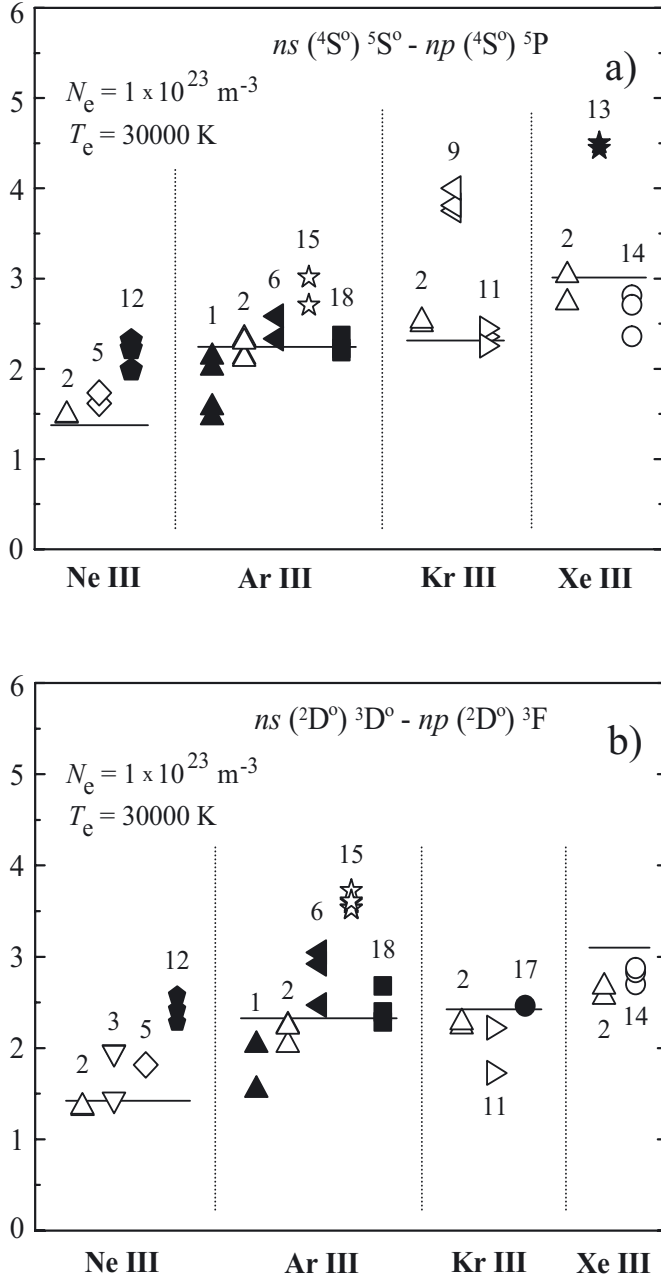 6
ns (⁴Sᵒ) ⁵Sᵒ - np (⁴Sᵒ) ⁵P
a)
Nₑ = 1 x 10²³ m⁻³
Tₑ = 30000 K
5
13
9
4
15
2
14
6
2
11
3
12
1
2
18
5
2
2
1
0
Ne III
Ar III
Kr III
Xe III
6
ns (²Dᵒ) ³Dᵒ - np (²Dᵒ) ³F
b)
Nₑ = 1 x 10²³ m⁻³
Tₑ = 30000 K
5
4
15
6
12
18
3
2
17
1
2
3
5
2
2
14
2
11
1
0
Ne III
Ar III
Kr III
Xe III